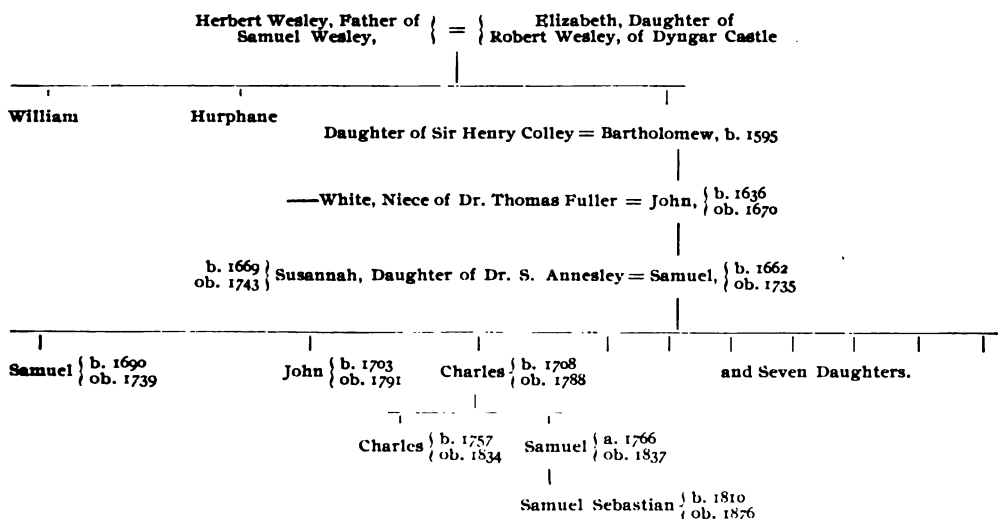 Herbert Wesley, Father of Samuel Wesley, { = { Elizabeth, Daughter of Robert Wesley, of Dyngar Castle
William
Hurphane
Daughter of Sir Henry Colley = Bartholomew, b. 1595
—White, Niece of Dr. Thomas Fuller = John, { b. 1636 ob. 1670
b. 1669 ob. 1743 } Susannah, Daughter of Dr. S. Annesley = Samuel, { b. 1662 ob. 1735
Samuel { b. 1690 ob. 1739
John { b. 1703 ob. 1791
Charles { b. 1708 ob. 1788
and Seven Daughters.
Charles { b. 1757 ob. 1834
Samuel { a. 1766 ob. 1837
Samuel Sebastian { b. 1810 ob. 1876